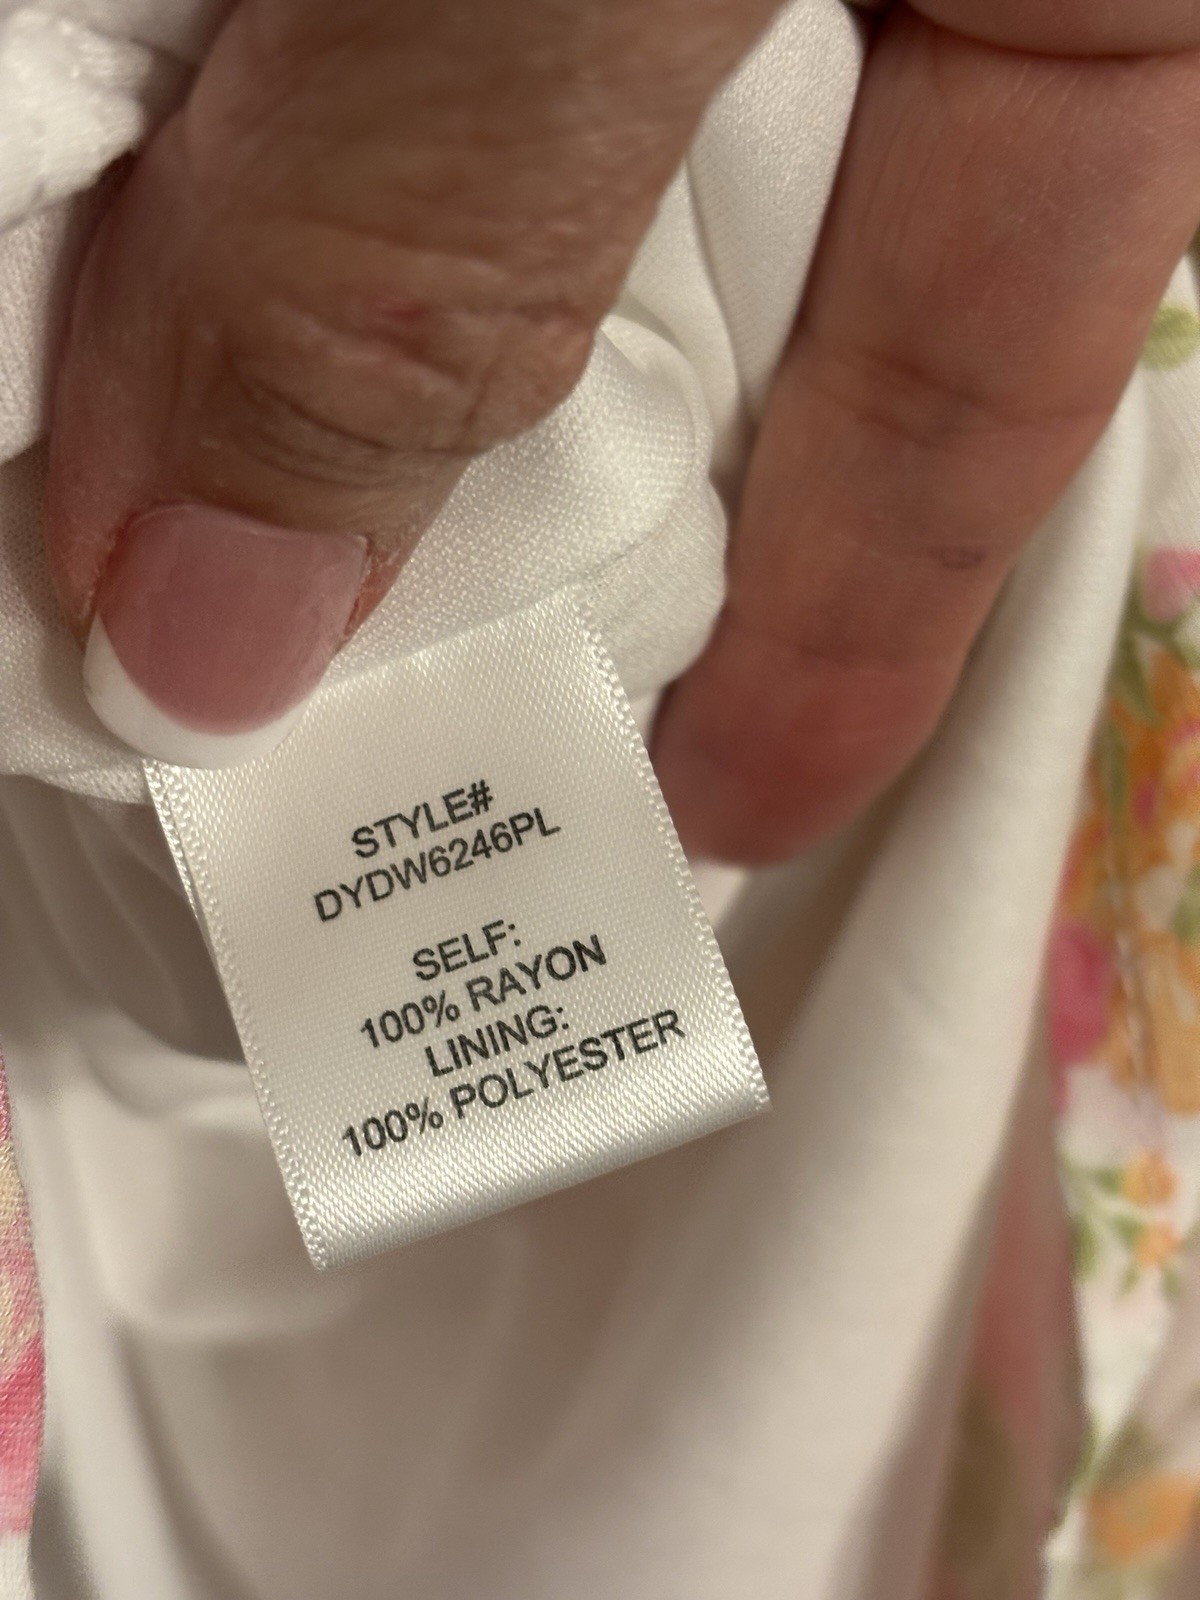 STYLE#
DYDW6246PL
SELF:
100% RAYON
LINING:
100% POLYESTER